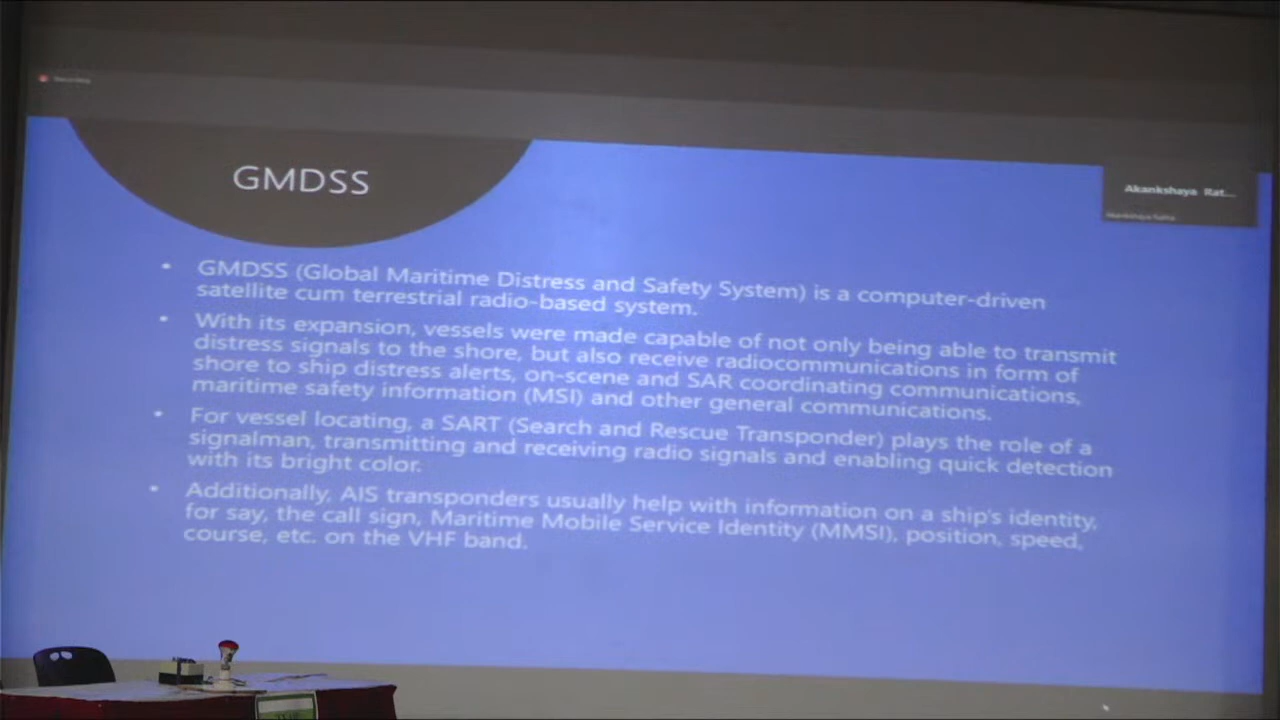 Recording
GMDSS
Akankshaya Rat...
• GMDSS (Global Maritime Distress and Safety System) is a computer-driven
satellite cum terrestrial radio-based system.
• With its expansion, vessels were made capable of not only being able to transmit
distress signals to the shore, but also receive radiocommunications in form of
shore to ship distress alerts, on-scene and SAR coordinating communications,
maritime safety information (MSI) and other general communications.
• For vessel locating, a SART (Search and Rescue Transponder) plays the role of a
signalman, transmitting and receiving radio signals and enabling quick detection
with its bright color.
• Additionally, AIS transponders usually help with information on a ship's identity,
for say, the call sign, Maritime Mobile Service Identity (MMSI), position, speed,
course, etc. on the VHF band.